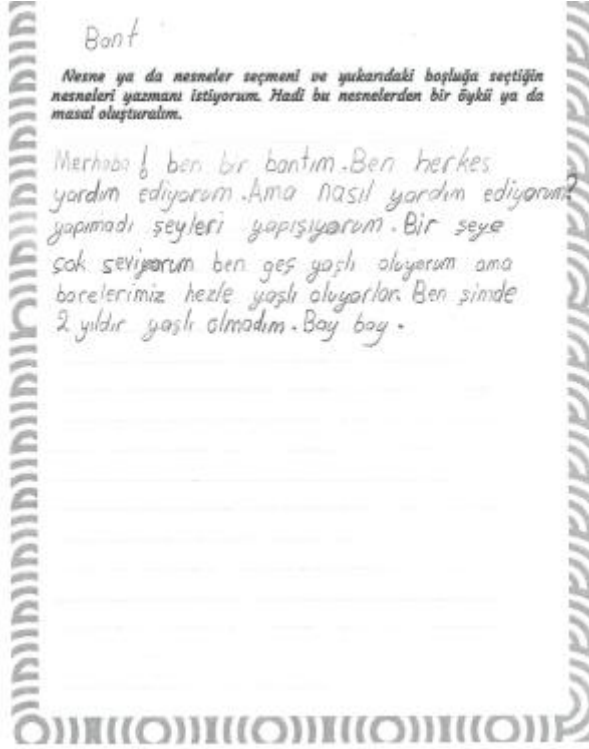 Bant
Nesne ya da nesneler seçmeni ve yukarıdaki boşluğa seçtiğin
nesneleri yazmanı istiyorum. Hadi bu nesnelerden bir öykü ya da
masal oluşturalım.
Merhaba! ben bir bantım. Ben herkes
yardım ediyorum. Ama nasıl yardım ediyorum?
yapımadı şeyleri yapışıyorum. Bir şeye
çok seviyorum ben geş yaşlı oluyorum ama
barelerimiz hezle yaşlı oluyorlar. Ben şimde
2 yıldır yaşlı olmadım. Bay bay.